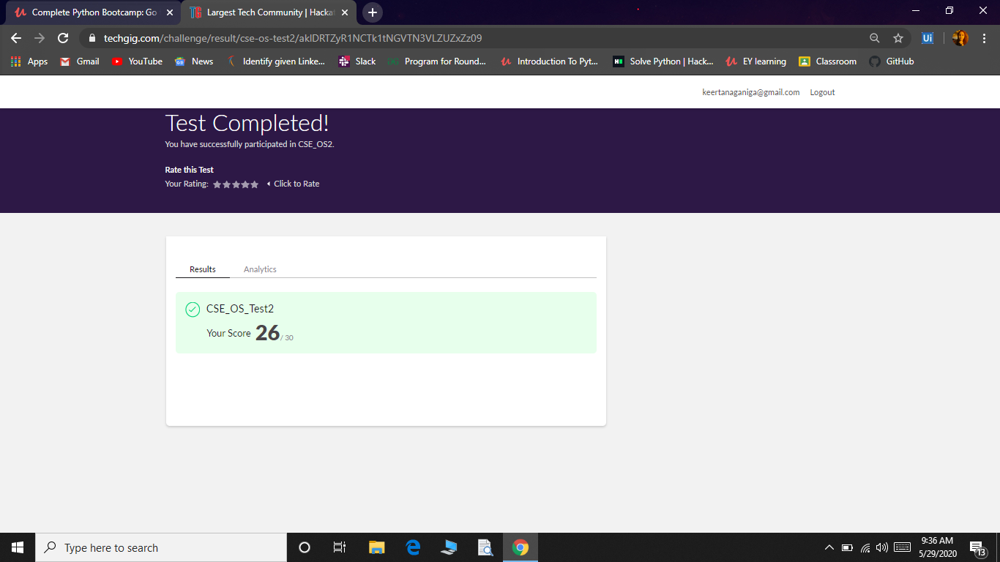 Complete Python Bootcamp: Go
Largest Tech Community | Hacka
techgig.com/challenge/result/cse-os-test2/
Apps Gmail YouTube News Identify given Linke... Slack Program for Round... Introduction To Pyt... Solve Python | Hack... EY learning Classroom GitHub
keertanaganiga@gmail.com Logout
Test Completed!
You have successfully participated in CSE_OS2.
Rate this Test
Your Rating: Click to Rate
Results Analytics
CSE_OS_Test2
Your Score 26 / 30
Type here to search
9:36 AM
5/29/2020
13